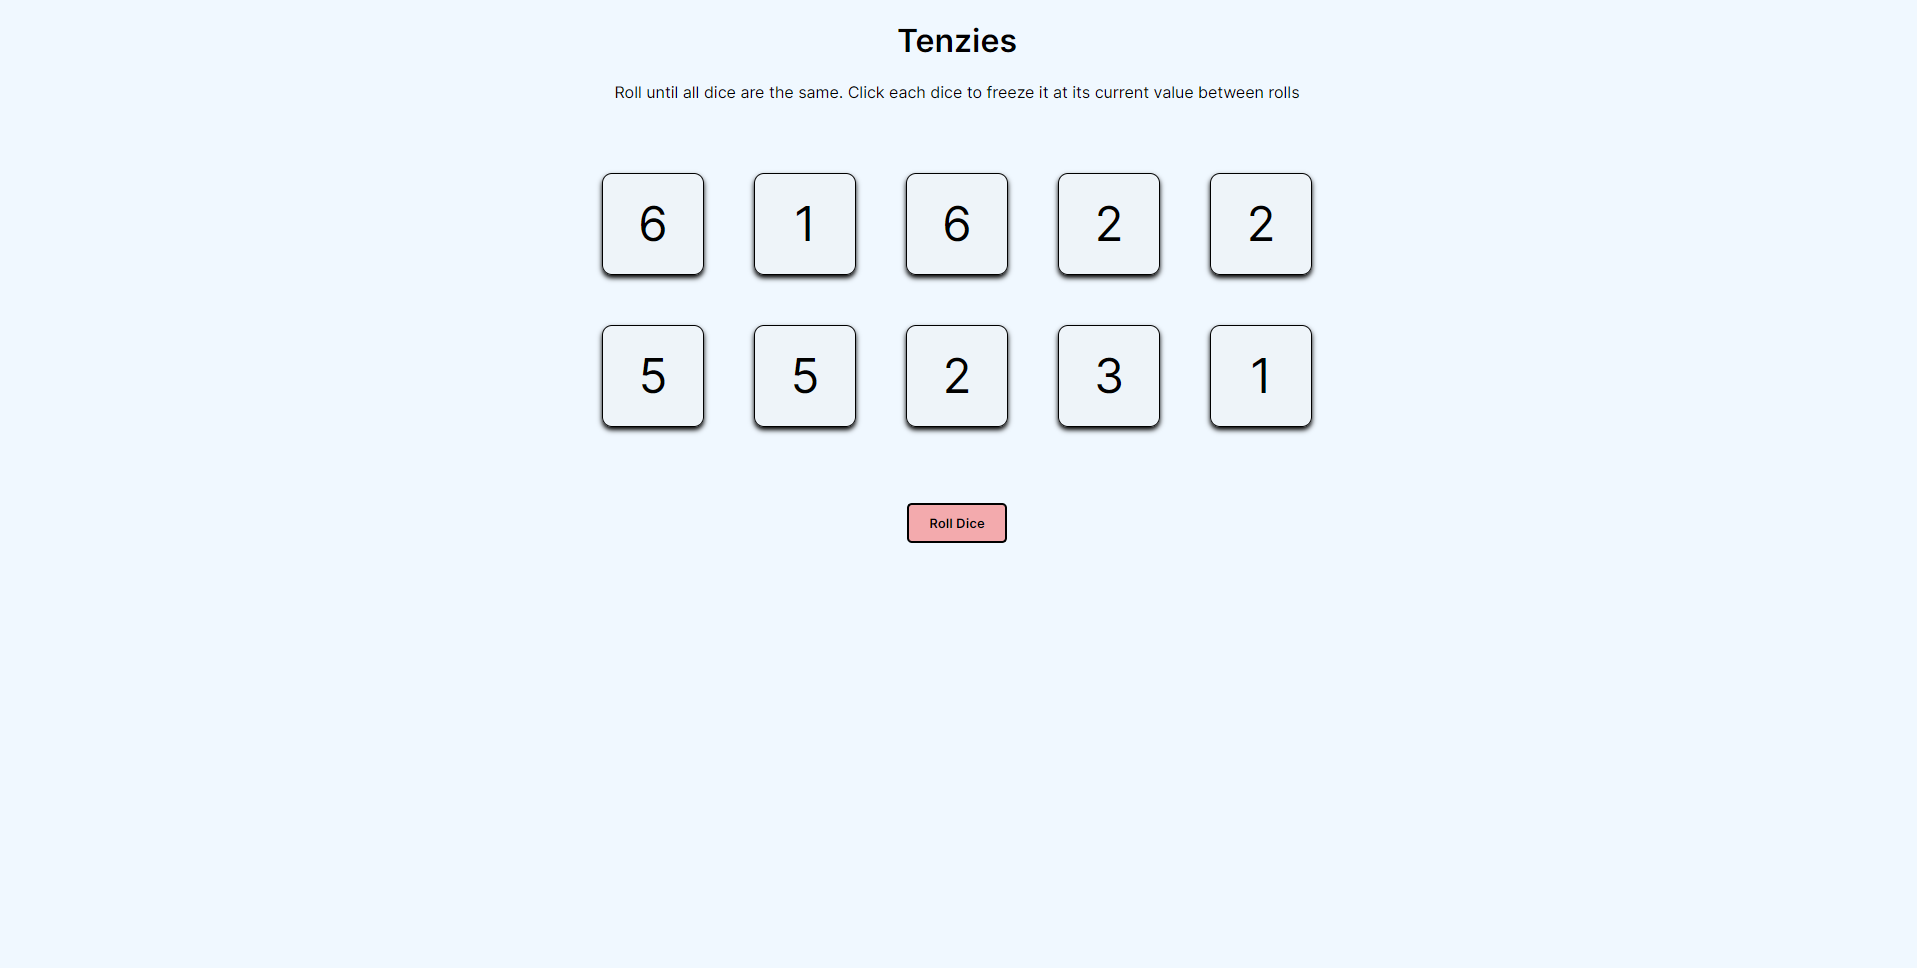 Tenzies
Roll until all dice are the same. Click each dice to freeze it at its current value between rolls
6 1 6 2 2
5 5 2 3 1
Roll Dice